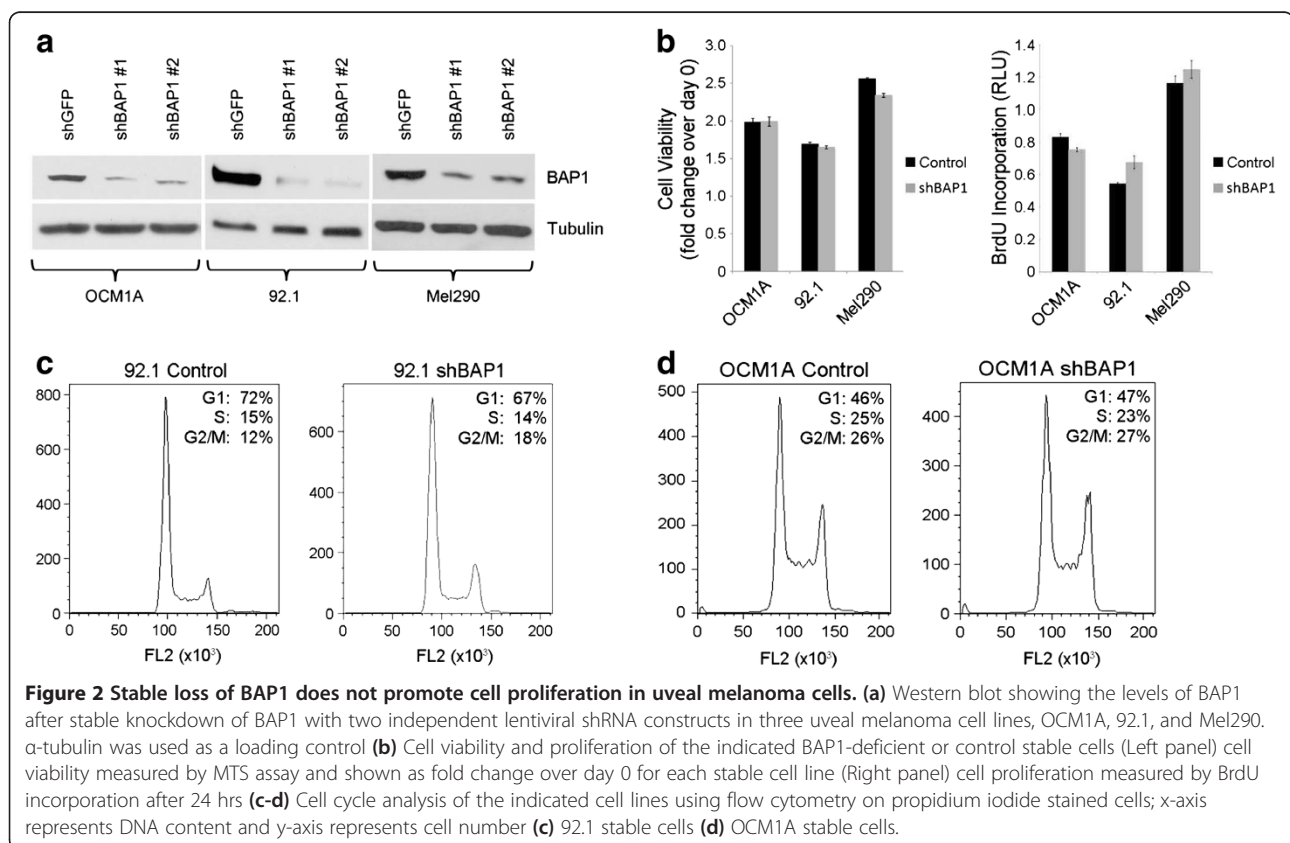 a
shGFP
shBAP1 #1
shBAP1 #2
shGFP
shBAP1 #1
shBAP1 #2
shGFP
shBAP1 #1
shBAP1 #2
BAP1
Tubulin
OCM1A
92.1
Mel290
b
Cell Viability
(fold change over day 0)
3.0
2.5
2.0
1.5
1.0
0.5
0
OCM1A
92.1
Mel290
BrdU Incorporation (RLU)
1.4
1.2
1.0
0.8
0.6
0.4
0.2
0
OCM1A
92.1
Mel290
Control
shBAP1
c
92.1 Control
G1: 72%
S: 15%
G2/M: 12%
800
600
400
200
0
0 50 100 150 200
FL2 (x10³)
92.1 shBAP1
G1: 67%
S: 14%
G2/M: 18%
600
400
200
0
0 50 100 150 200
FL2 (x10³)
d
OCM1A Control
G1: 46%
S: 25%
G2/M: 26%
500
400
300
200
100
0
0 50 100 150 200
FL2 (x10³)
OCM1A shBAP1
G1: 47%
S: 23%
G2/M: 27%
400
300
200
100
0
0 50 100 150 200
FL2 (x10³)
Figure 2 Stable loss of BAP1 does not promote cell proliferation in uveal melanoma cells. (a) Western blot showing the levels of BAP1
after stable knockdown of BAP1 with two independent lentiviral shRNA constructs in three uveal melanoma cell lines, OCM1A, 92.1, and Mel290.
α-tubulin was used as a loading control (b) Cell viability and proliferation of the indicated BAP1-deficient or control stable cells (Left panel) cell
viability measured by MTS assay and shown as fold change over day 0 for each stable cell line (Right panel) cell proliferation measured by BrdU
incorporation after 24 hrs (c-d) Cell cycle analysis of the indicated cell lines using flow cytometry on propidium iodide stained cells; x-axis
represents DNA content and y-axis represents cell number (c) 92.1 stable cells (d) OCM1A stable cells.